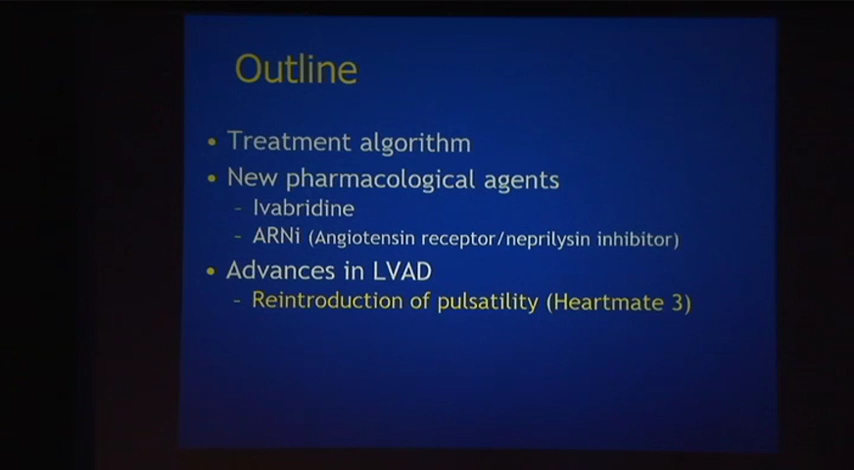 Outline
• Treatment algorithm
• New pharmacological agents
– Ivabridine
– ARNi (Angiotensin receptor/neprilysin inhibitor)
• Advances in LVAD
– Reintroduction of pulsatility (Heartmate 3)